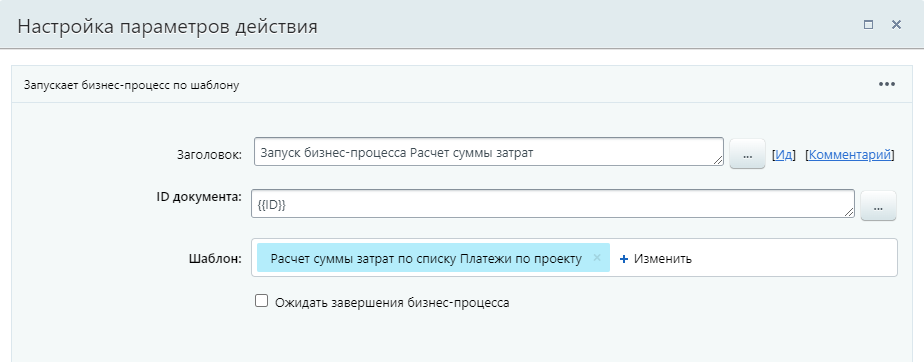 Настройка параметров действия
Запускает бизнес-процесс по шаблону
Заголовок: Запуск бизнес-процесса Расчет суммы затрат ... [Ид] [Комментарий]
ID документа: {{ID}} ...
Шаблон: Расчет суммы затрат по списку Платежи по проекту × + Изменить
Ожидать завершения бизнес-процесса